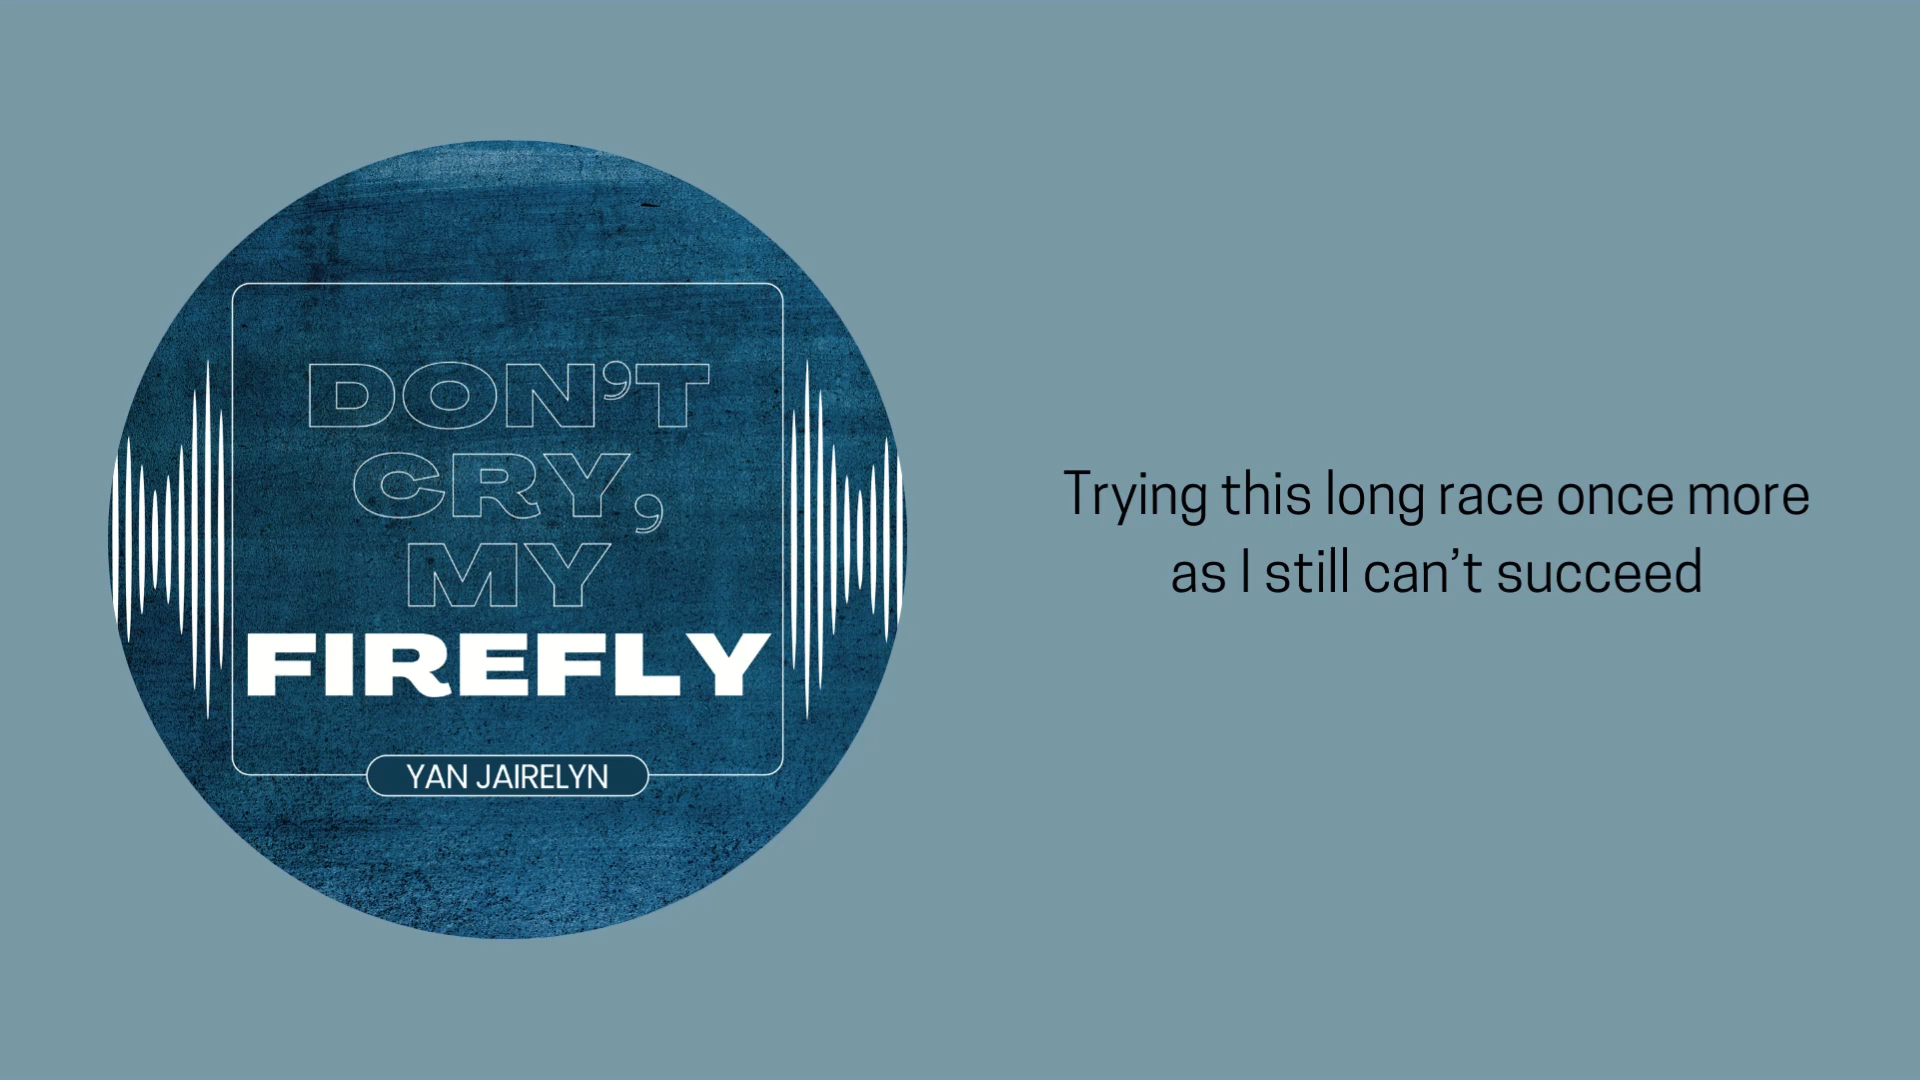 DON’T
CRY,
MY
FIREFLY
YAN JAIRELYN
Trying this long race once more
as I still can’t succeed